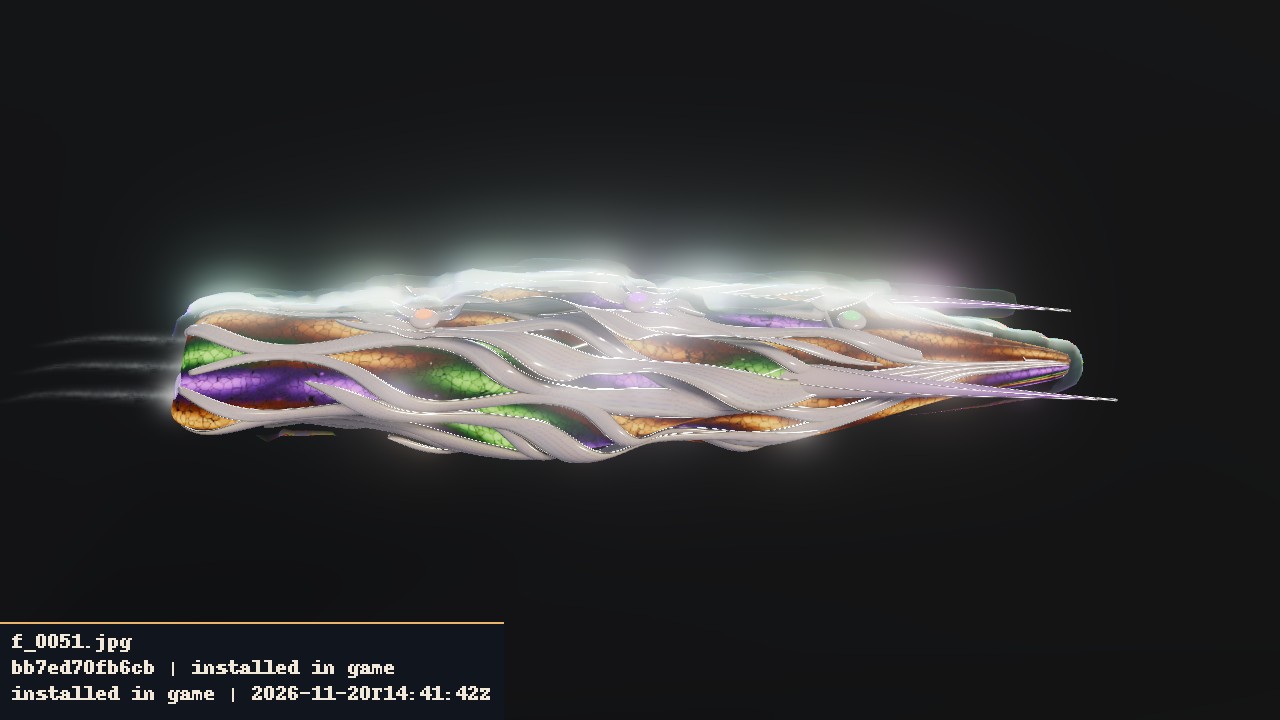 f_0051.jpg
bb7ed70fb6cb | installed in game
installed in game | 2026-11-20T14:41:42Z